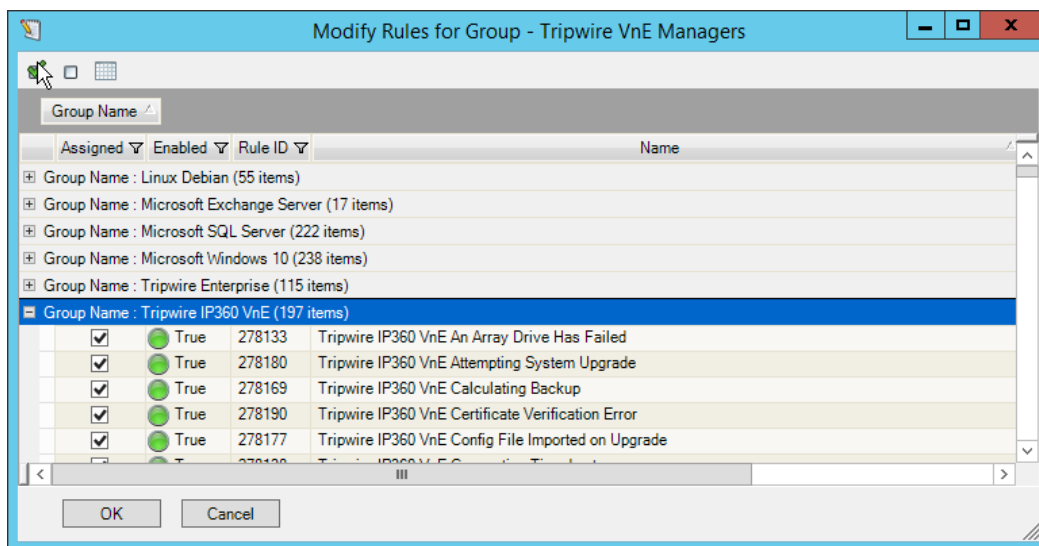 Modify Rules for Group - Tripwire VnE Managers
Group Name
Assigned Enabled Rule ID Name
Group Name : Linux Debian (55 items)
Group Name : Microsoft Exchange Server (17 items)
Group Name : Microsoft SQL Server (222 items)
Group Name : Microsoft Windows 10 (238 items)
Group Name : Tripwire Enterprise (115 items)
Group Name : Tripwire IP360 VnE (197 items)
True 278133 Tripwire IP360 VnE An Array Drive Has Failed
True 278180 Tripwire IP360 VnE Attempting System Upgrade
True 278169 Tripwire IP360 VnE Calculating Backup
True 278190 Tripwire IP360 VnE Certificate Verification Error
True 278177 Tripwire IP360 VnE Config File Imported on Upgrade
OK Cancel